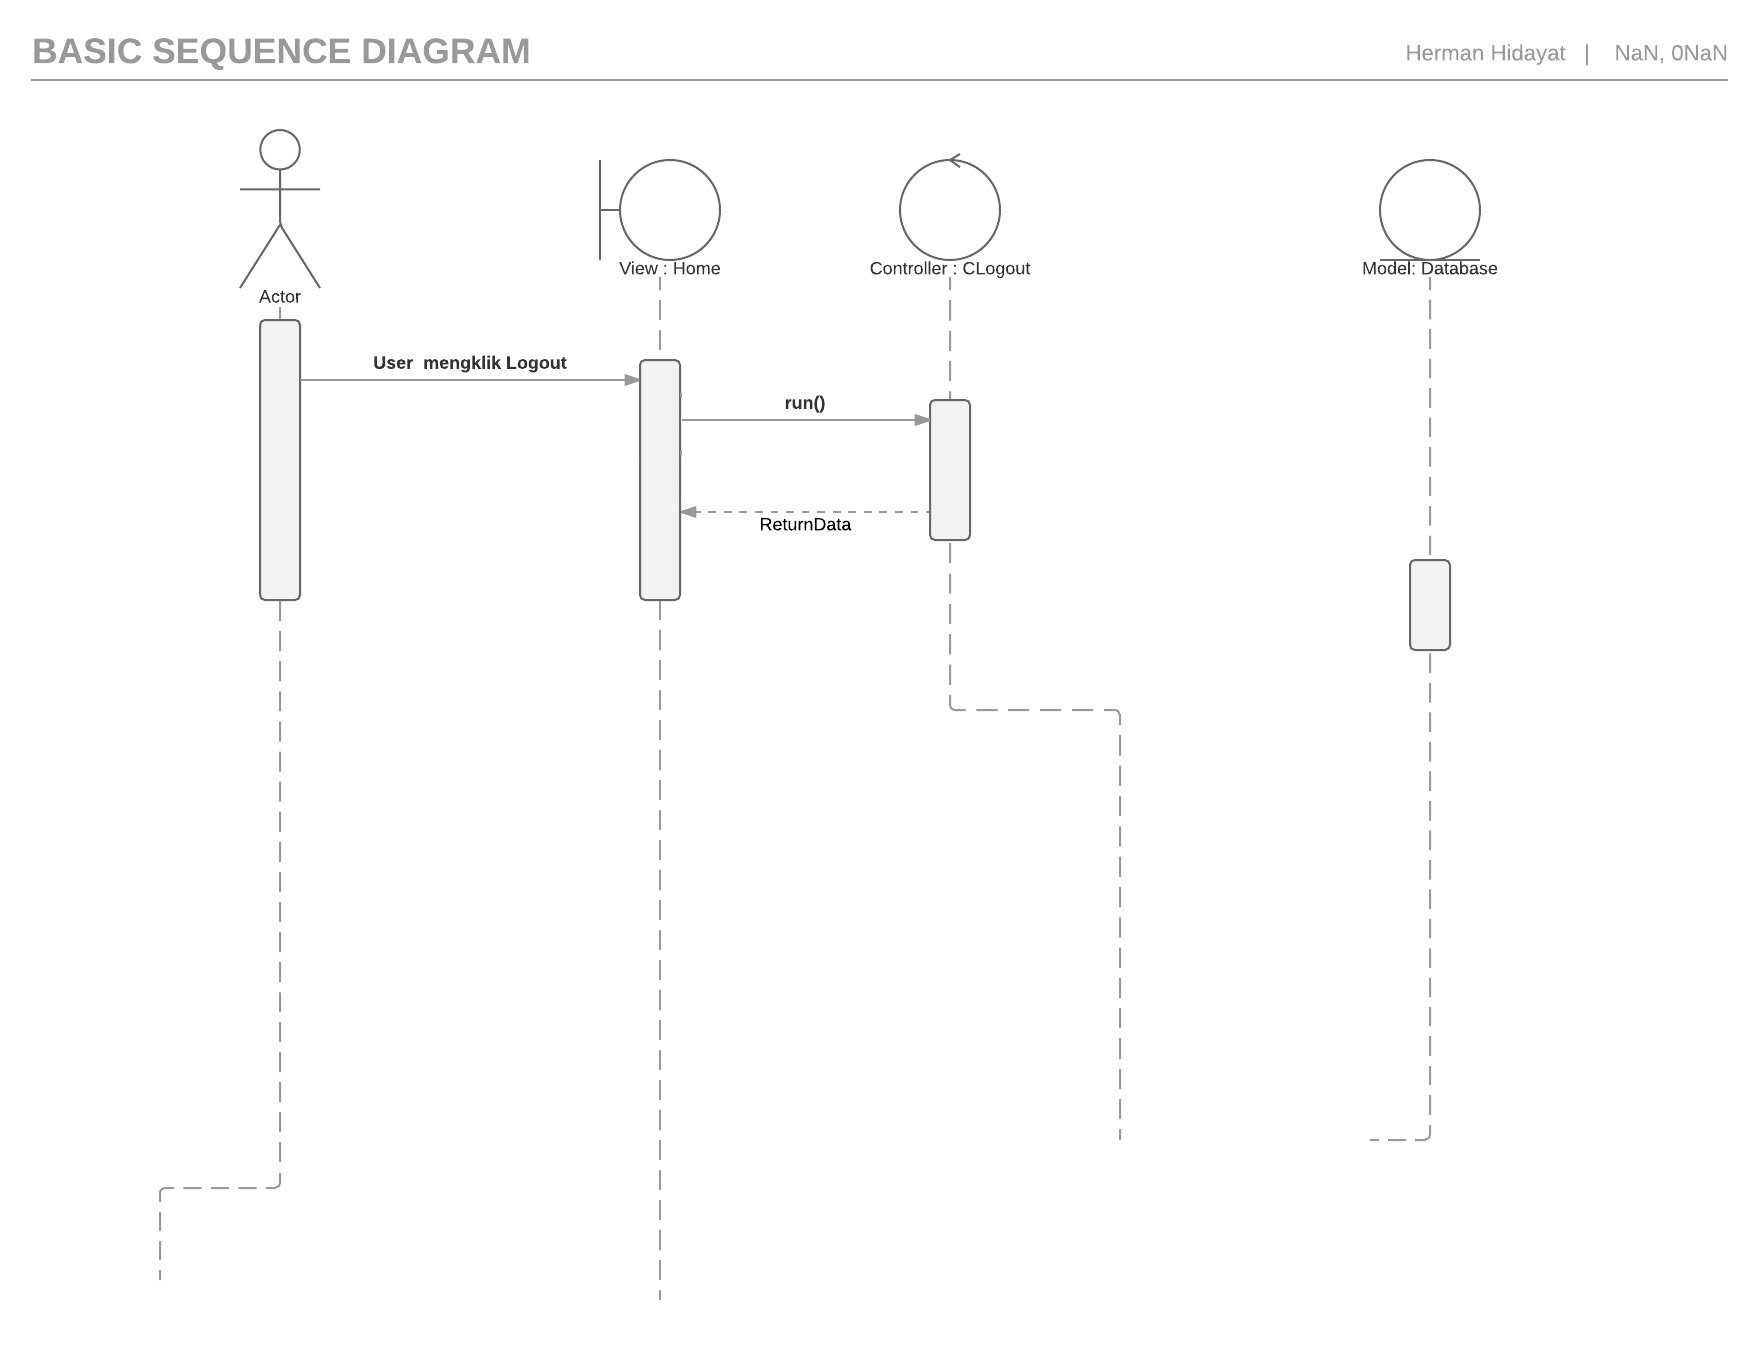 BASIC SEQUENCE DIAGRAM
Herman Hidayat | NaN, 0NaN
View : Home
Controller : CLogout
Model: Database
Actor
User  mengklik Logout
run()
ReturnData